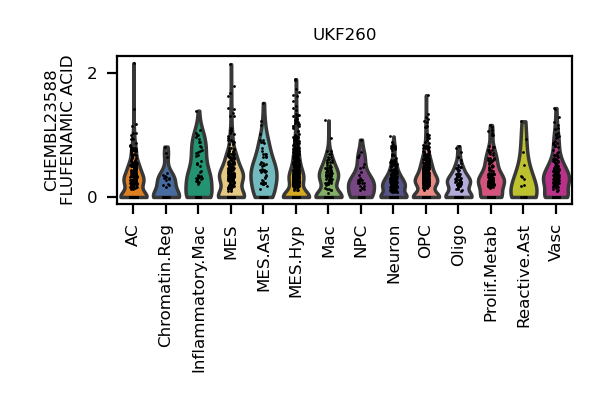 UKF260
CHEMBL23588
FLUFENAMIC ACID
2
0
AC
Chromatin.Reg
Inflammatory.Mac
MES
MES.Ast
MES.Hyp
Mac
NPC
Neuron
OPC
Oligo
Prolif.Metab
Reactive.Ast
Vasc